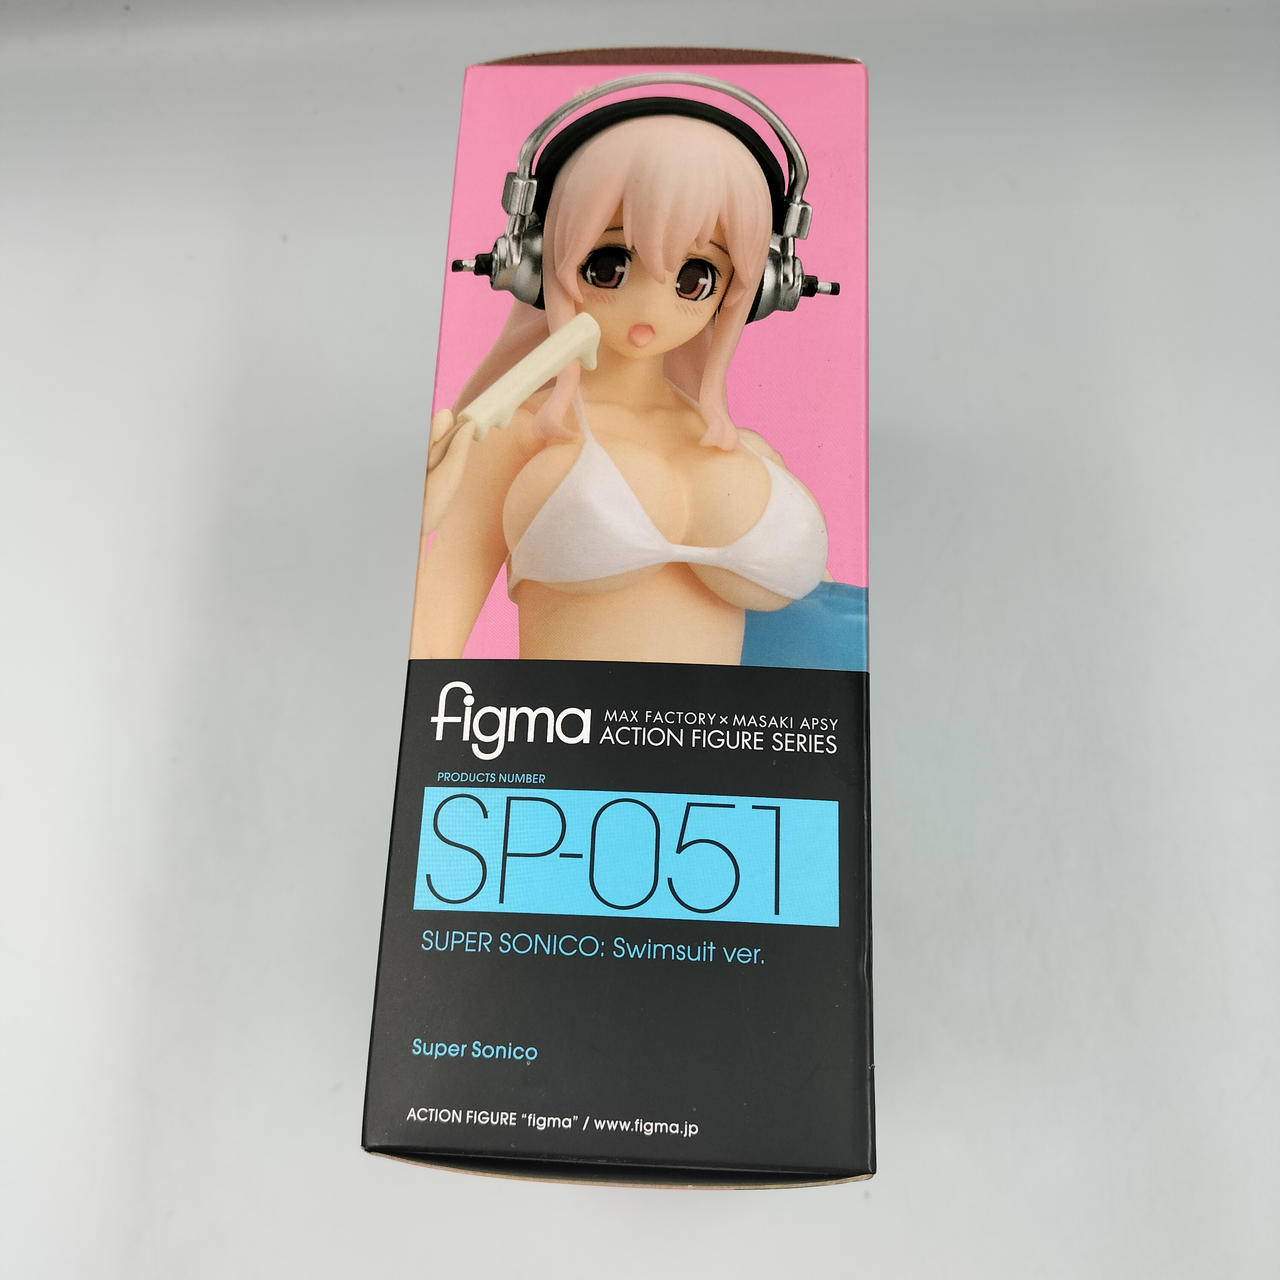 figma MAX FACTORY × MASAKI APSY
ACTION FIGURE SERIES
PRODUCTS NUMBER
SP-051
SUPER SONICO: Swimsuit ver.
Super Sonico
ACTION FIGURE “figma” / www.figma.jp